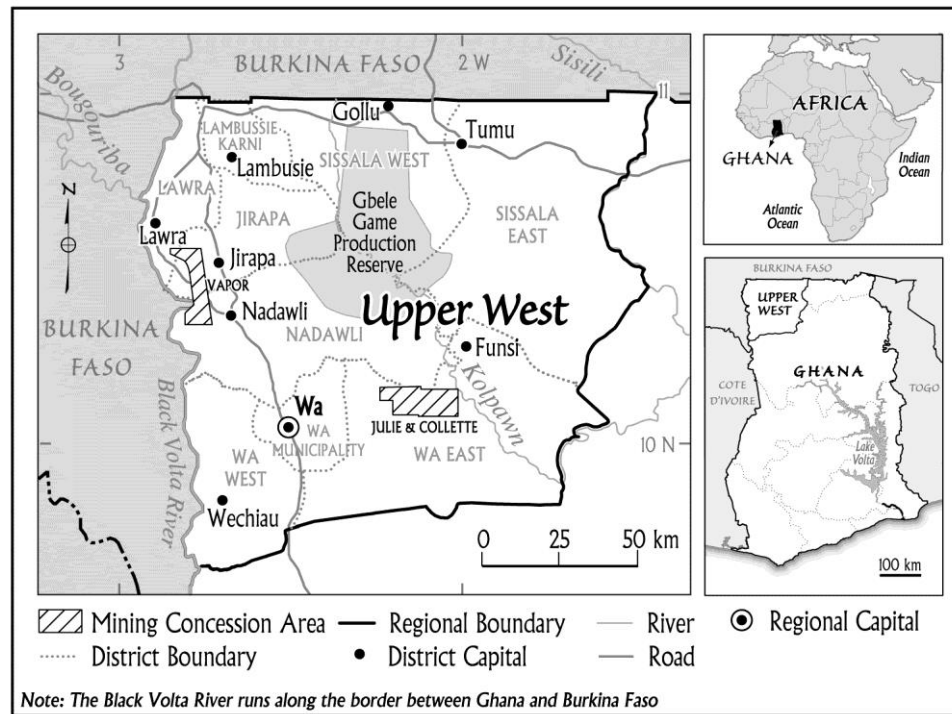 3
BURKINA FASO
2 W
Sisili
11
Bougouriba
Gollu
Tumu
LAMBUSSIE
KARNI
Lambusie
SISSALA WEST
LAWRA
Z
JIRAPA
Gbele
Game
Production
Reserve
SISSALA
EAST
Lawra
Jirapa
VAPOR
Nadawli
BURKINA
FASO
NADAWLI
Upper West
Funsi
Kolpawn
Wa
JULIE & COLLETTE
WA
MUNICIPALITY
WA EAST
10 N
WA
WEST
Black Volta River
Wechiau
0 25 50 km
AFRICA
GHANA
Indian
Ocean
Atlantic
Ocean
BURKINA FASO
UPPER
WEST
GHANA
COTE
D'IVOIRE
TOGO
Lake
Volta
100 km
Mining Concession Area
Regional Boundary
River
Regional Capital
District Boundary
District Capital
Road
Note: The Black Volta River runs along the border between Ghana and Burkina Faso